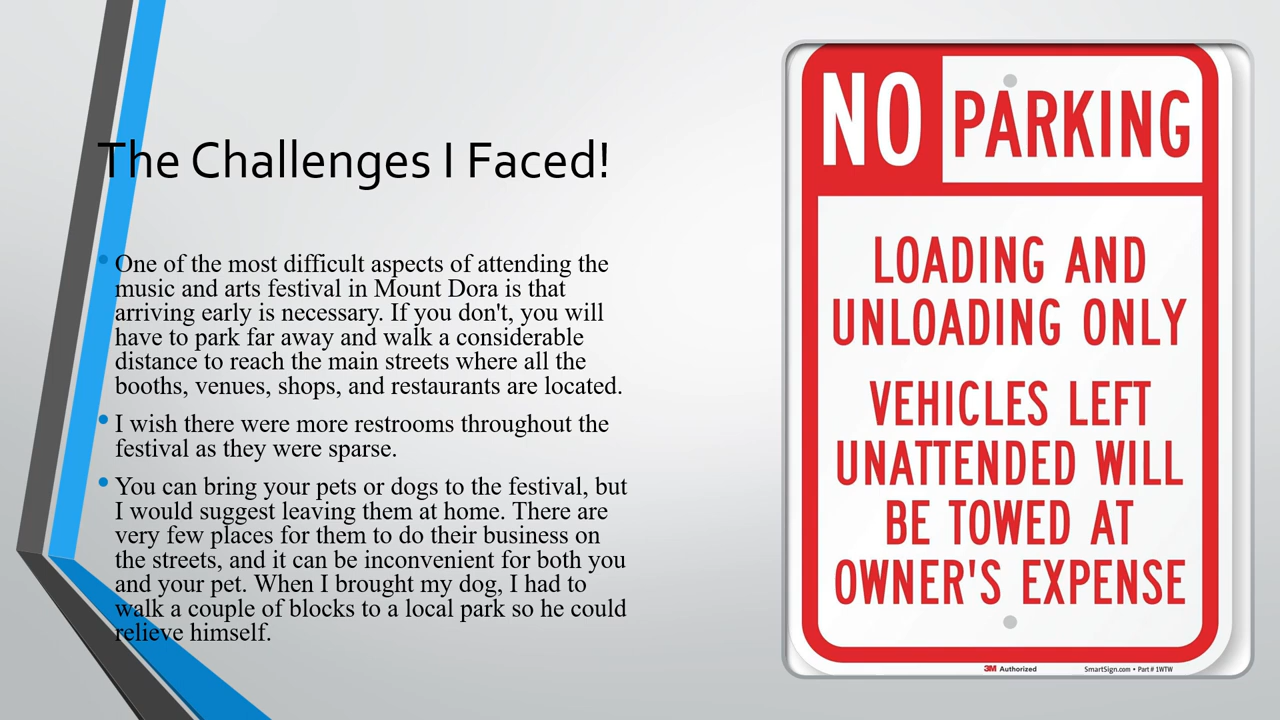 The Challenges I Faced!
One of the most difficult aspects of attending the
music and arts festival in Mount Dora is that
arriving early is necessary. If you don't, you will
have to park far away and walk a considerable
distance to reach the main streets where all the
booths, venues, shops, and restaurants are located.
I wish there were more restrooms throughout the
festival as they were sparse.
You can bring your pets or dogs to the festival, but
I would suggest leaving them at home. There are
very few places for them to do their business on
the streets, and it can be inconvenient for both you
and your pet. When I brought my dog, I had to
walk a couple of blocks to a local park so he could
relieve himself.
NO PARKING
LOADING AND
UNLOADING ONLY
VEHICLES LEFT
UNATTENDED WILL
BE TOWED AT
OWNER'S EXPENSE
3M Authorized
SmartSign.com • Part # 1WTW